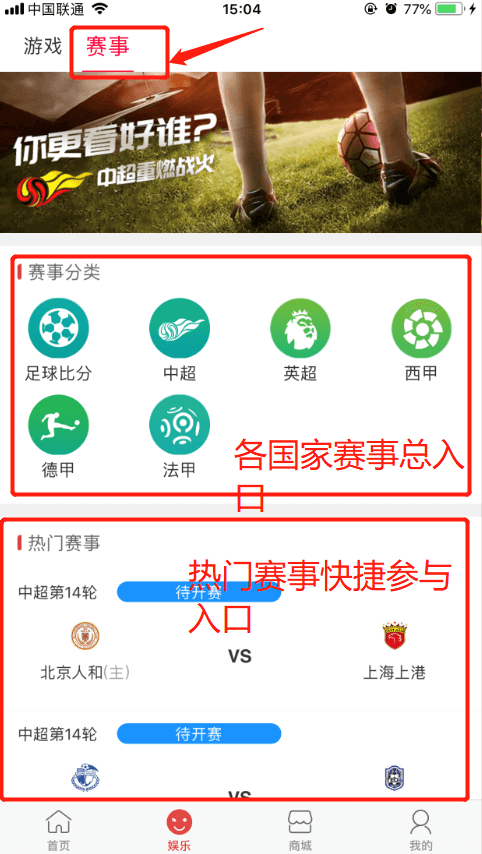 中国联通 15:04 77%
游戏 赛事
你更看好谁?
中超重燃战火
赛事分类
足球比分 中超 英超 西甲
德甲 法甲
各国家赛事总入
口
热门赛事
热门赛事快捷参与
入口
中超第14轮 待开赛
北京人和(主) VS 上海上港
中超第14轮 待开赛
VS
首页 娱乐 商城 我的